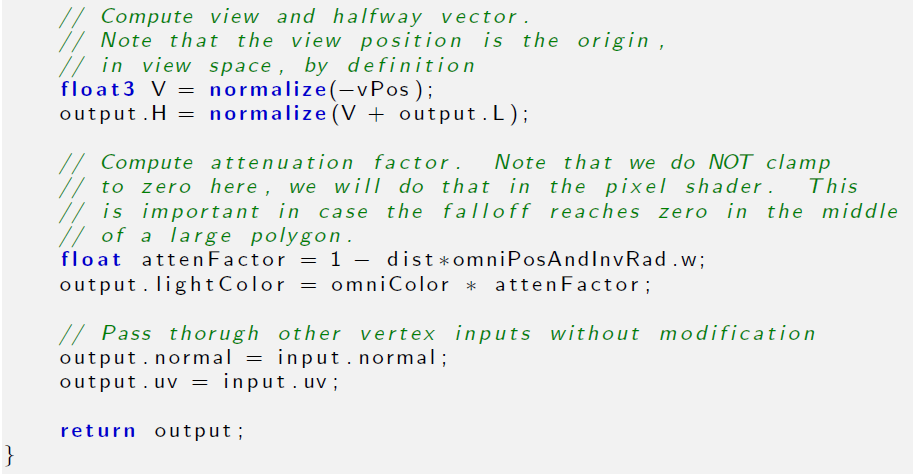 // Compute view and halfway vector.
// Note that the view position is the origin,
// in view space, by definition
float3 V = normalize(−vPos);
output.H = normalize(V + output.L);
// Compute attenuation factor. Note that we do NOT clamp
// to zero here, we will do that in the pixel shader. This
// is important in case the falloff reaches zero in the middle
// of a large polygon.
float attenFactor = 1 − dist*omniPosAndInvRad.w;
output.lightColor = omniColor * attenFactor;
// Pass thorugh other vertex inputs without modification
output.normal = input.normal;
output.uv = input.uv;
return output;
}